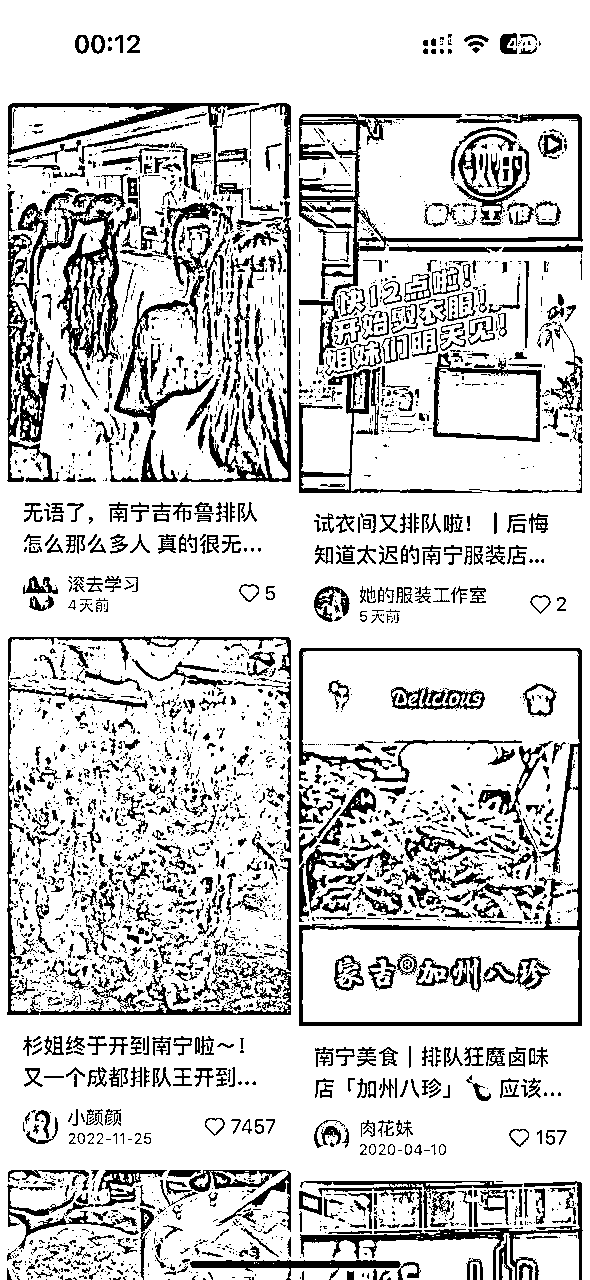 00:12
她的
快12点啦!
开始熨衣服!
姐妹们明天见!
无语了，南宁吉布鲁排队
怎么那么多人 真的很无...
滚去学习
4天前
5
试衣间又排队啦！｜后悔
知道太迟的南宁服装店...
她的服装工作室
5天前
2
Delicious
家吉®加州八珍
杉姐终于开到南宁啦～！
又一个成都排队王开到...
小颜颜
2022-11-25
7457
南宁美食｜排队狂魔卤味
店「加州八珍」 应该...
肉花妹
2020-04-10
157